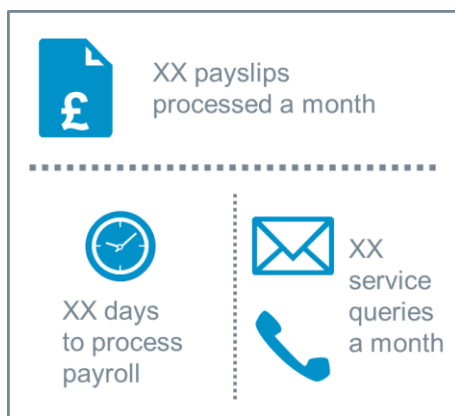 £
XX payslips
processed a month
XX days
to process
payroll
XX
service
queries
a month